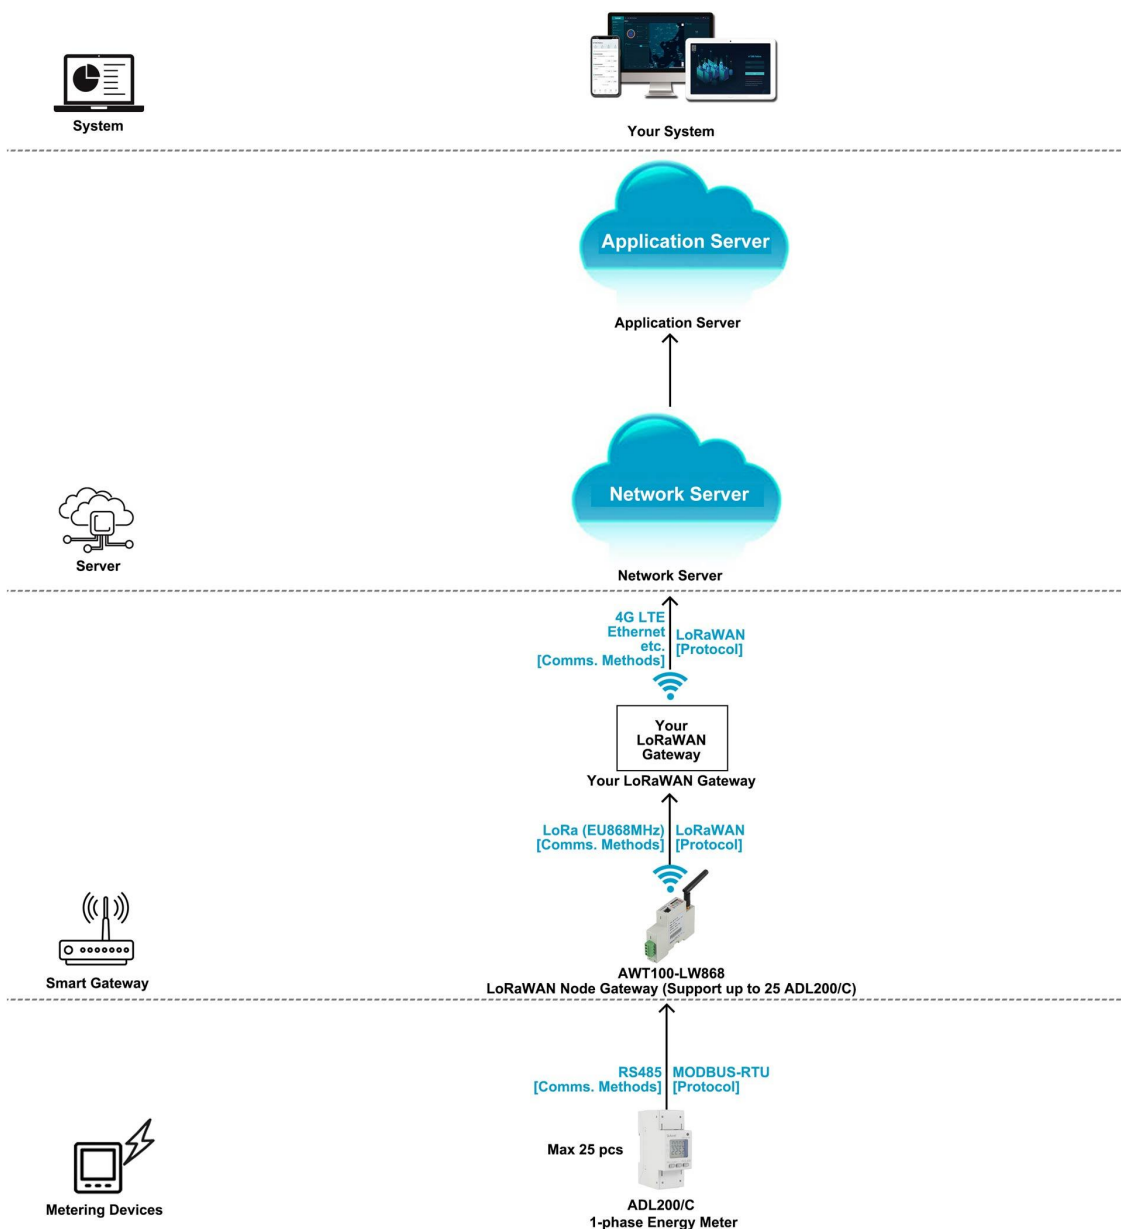 System
Your System
Application Server
Application Server
Network Server
Server
Network Server
4G LTE
Ethernet
etc.
[Comms. Methods]
LoRaWAN
[Protocol]
Your
LoRaWAN
Gateway
Your LoRaWAN Gateway
LoRa (EU868MHz)
[Comms. Methods]
LoRaWAN
[Protocol]
Smart Gateway
AWT100-LW868
LoRaWAN Node Gateway (Support up to 25 ADL200/C)
RS485
[Comms. Methods]
MODBUS-RTU
[Protocol]
Max 25 pcs
Metering Devices
ADL200/C
1-phase Energy Meter